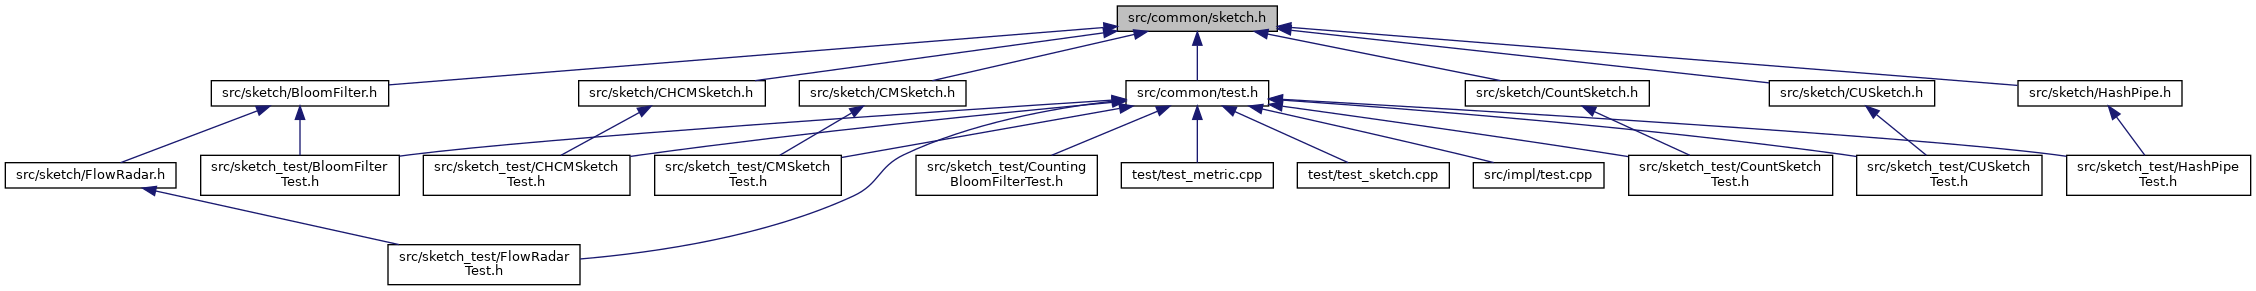 src/common/sketch.h
src/sketch/BloomFilter.h
src/sketch/CHCMSketch.h
src/sketch/CMSketch.h
src/common/test.h
src/sketch/CountSketch.h
src/sketch/CUSketch.h
src/sketch/HashPipe.h
src/sketch/FlowRadar.h
src/sketch_test/BloomFilter
Test.h
src/sketch_test/CHCMSketch
Test.h
src/sketch_test/CMSketch
Test.h
src/sketch_test/Counting
BloomFilterTest.h
test/test_metric.cpp
test/test_sketch.cpp
src/impl/test.cpp
src/sketch_test/CountSketch
Test.h
src/sketch_test/CUSketch
Test.h
src/sketch_test/HashPipe
Test.h
src/sketch_test/FlowRadar
Test.h